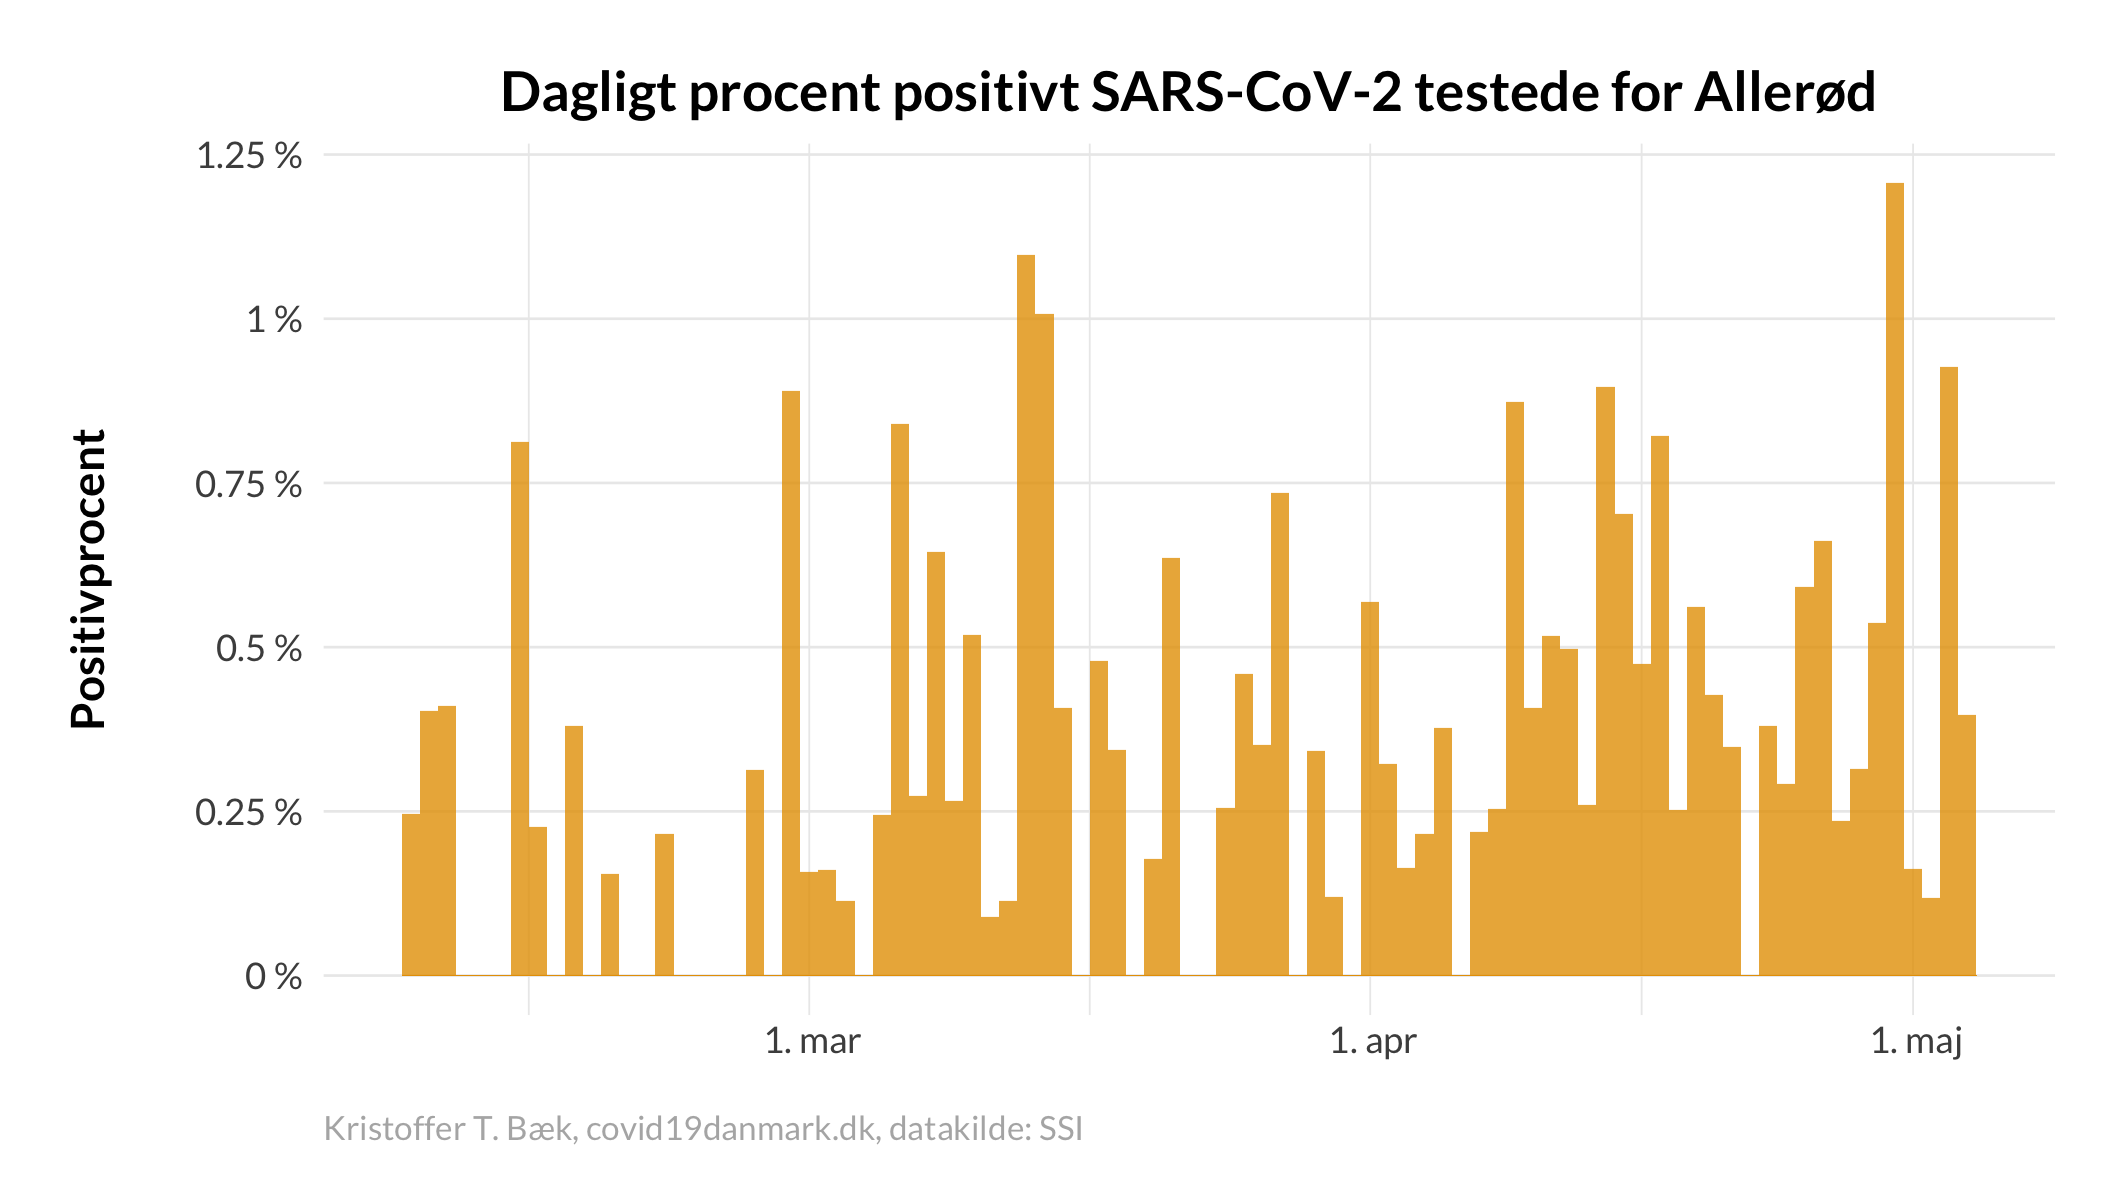 Dagligt procent positivt SARS-CoV-2 testede for Allerød
Positivprocent
1.25 %
1 %
0.75 %
0.5 %
0.25 %
0 %
1. mar
1. apr
1. maj
Kristoffer T. Bæk, covid19danmark.dk, datakilde: SSI